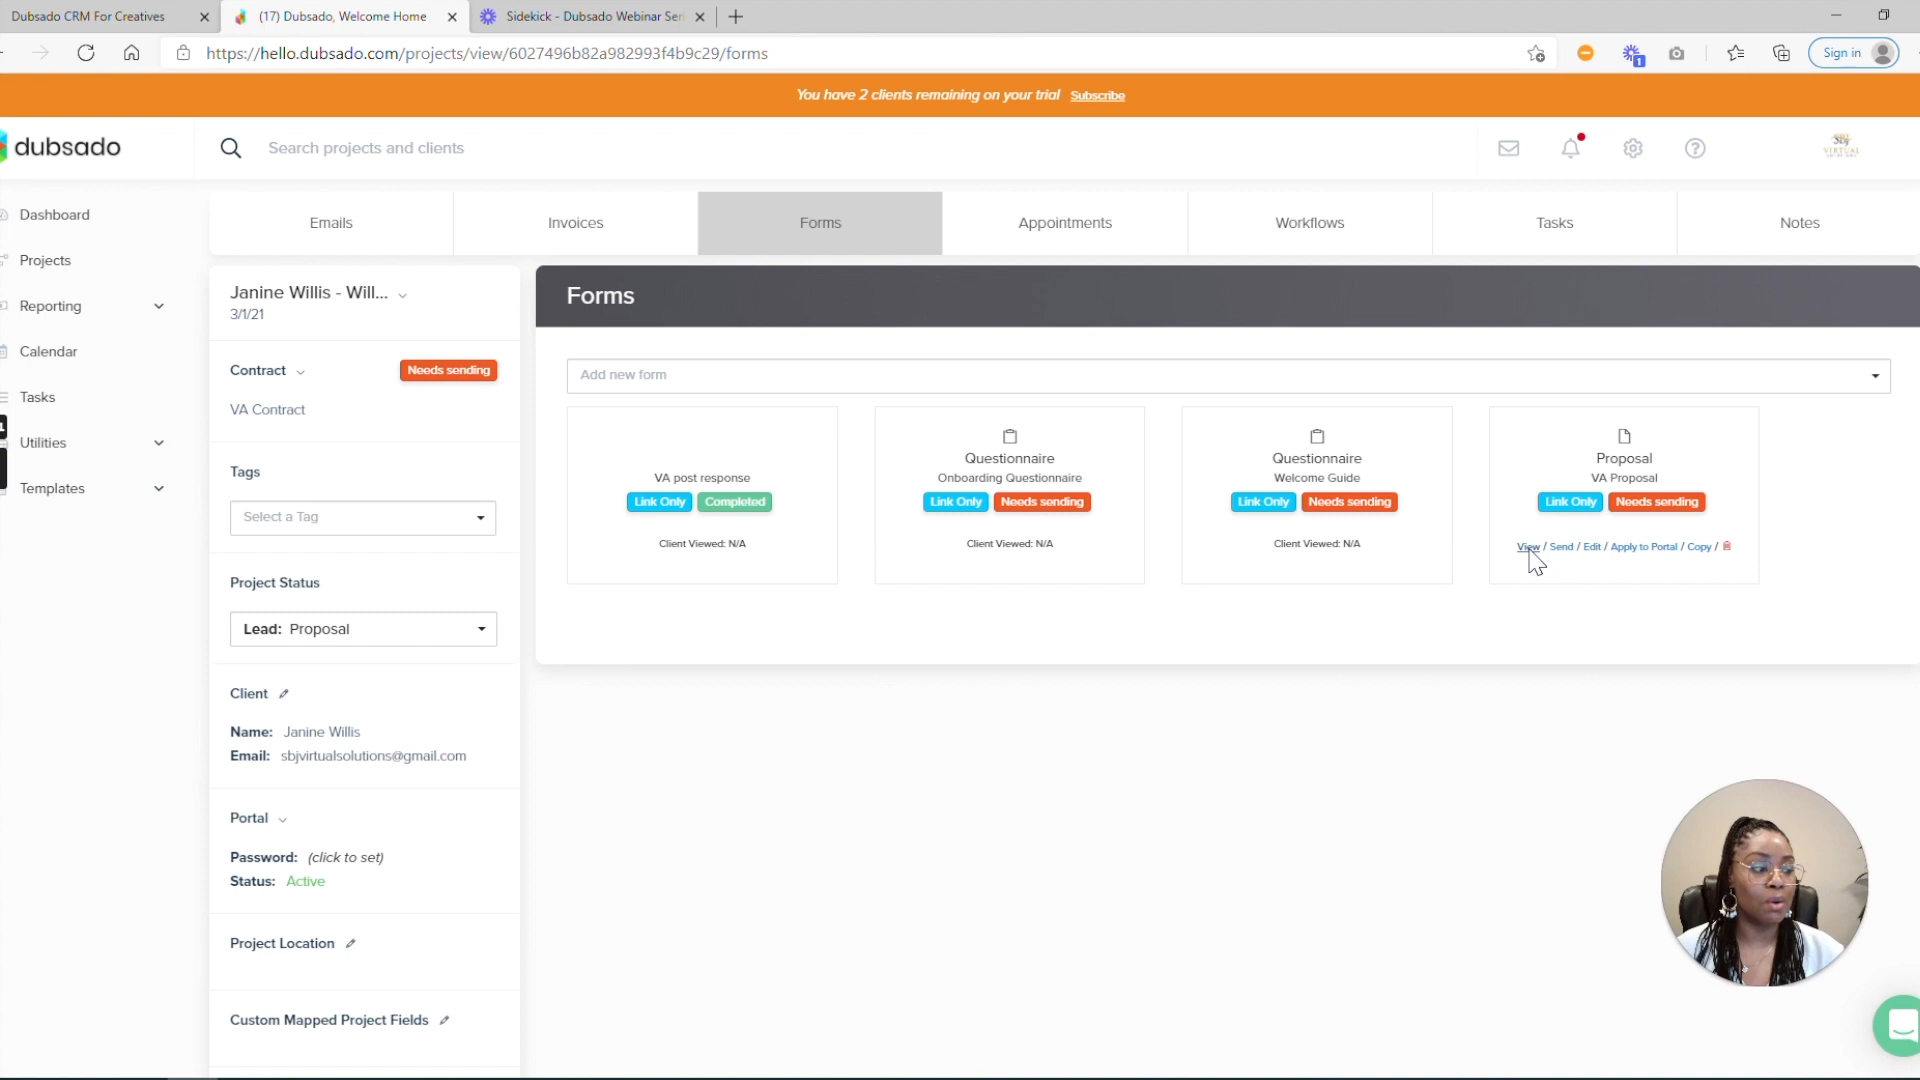 Dubsado CRM For Creatives
(17) Dubsado, Welcome Home
Sidekick - Dubsado Webinar Seri
https://hello.dubsado.com/projects/view/6027496b82a982993f4b9c29/forms
1
Sign in
You have 2 clients remaining on your trial Subscribe
dubsado
Search projects and clients
SBJ
VIRTUAL
Dashboard
Projects
Reporting
Calendar
Tasks
Utilities
Templates
Emails
Invoices
Forms
Appointments
Workflows
Tasks
Notes
Janine Willis - Will...
3/1/21
Contract
Needs sending
VA Contract
Tags
Select a Tag
Project Status
Lead: Proposal
Client
Name: Janine Willis
Email: sbjvirtualsolutions@gmail.com
Portal
Password: (click to set)
Status: Active
Project Location
Custom Mapped Project Fields
Forms
Add new form
VA post response
Link Only Completed
Client Viewed: N/A
Questionnaire
Onboarding Questionnaire
Link Only Needs sending
Client Viewed: N/A
Questionnaire
Welcome Guide
Link Only Needs sending
Client Viewed: N/A
Proposal
VA Proposal
Link Only Needs sending
View / Send / Edit / Apply to Portal / Copy /